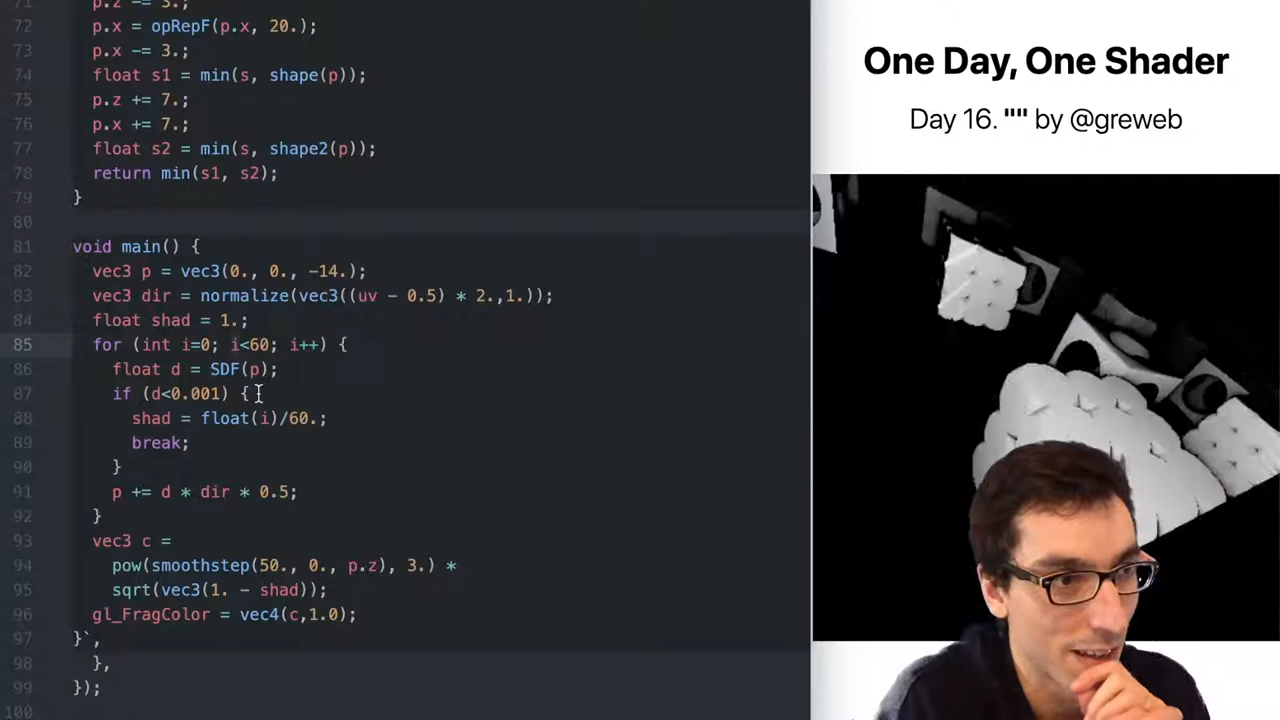 71 p.z -= 3.;
72 p.x = opRepF(p.x, 20.);
73 p.x -= 3.;
74 float s1 = min(s, shape(p));
75 p.z += 7.;
76 p.x += 7.;
77 float s2 = min(s, shape2(p));
78 return min(s1, s2);
79 }
80
81 void main() {
82 vec3 p = vec3(0., 0., -14.);
83 vec3 dir = normalize(vec3((uv - 0.5) * 2.,1.));
84 float shad = 1.;
85 for (int i=0; i<60; i++) {
86 float d = SDF(p);
87 if (d<0.001) {
88 shad = float(i)/60.;
89 break;
90 }
91 p += d * dir * 0.5;
92 }
93 vec3 c =
94 pow(smoothstep(50., 0., p.z), 3.) *
95 sqrt(vec3(1. - shad));
96 gl_FragColor = vec4(c,1.0);
97 }`,
98 },
99 });
100
One Day, One Shader
Day 16. "" by @greweb